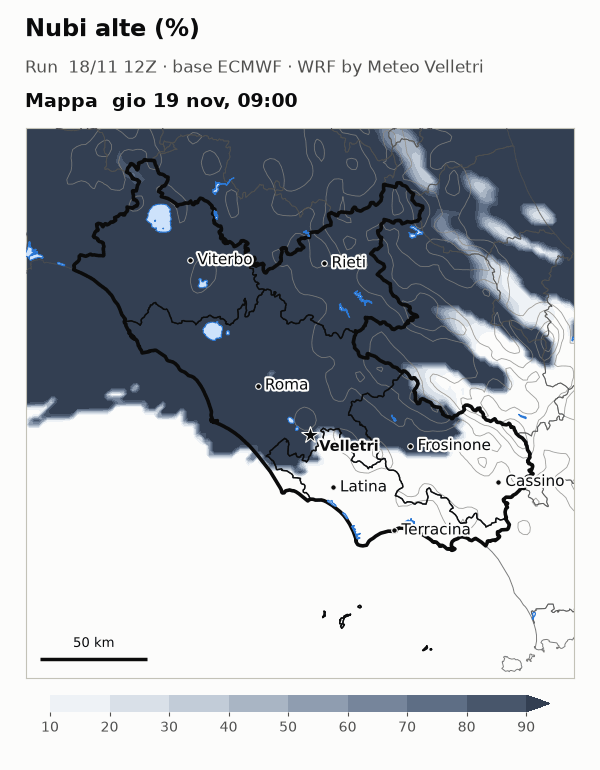 Nubi alte (%)
Run 18/11 12Z · base ECMWF · WRF by Meteo Velletri
Mappa gio 19 nov, 09:00
Viterbo
Rieti
Roma
Velletri
Frosinone
Cassino
Latina
Terracina
50 km
10 20 30 40 50 60 70 80 90